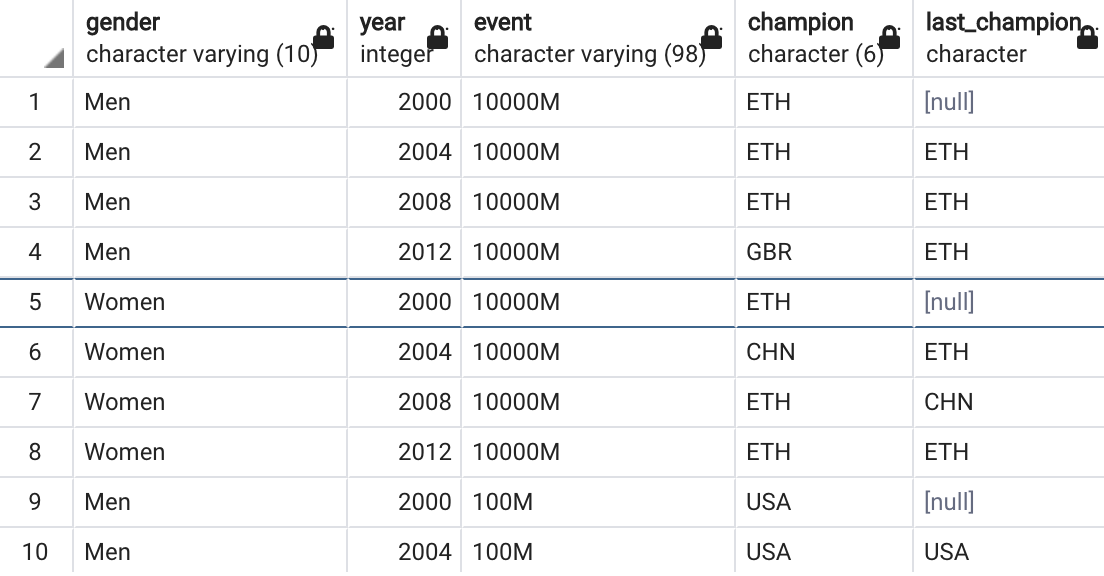 gender year event champion last_champion
character varying (10) integer character varying (98) character (6) character
1 Men 2000 10000M ETH [null]
2 Men 2004 10000M ETH ETH
3 Men 2008 10000M ETH ETH
4 Men 2012 10000M GBR ETH
5 Women 2000 10000M ETH [null]
6 Women 2004 10000M CHN ETH
7 Women 2008 10000M ETH CHN
8 Women 2012 10000M ETH ETH
9 Men 2000 100M USA [null]
10 Men 2004 100M USA USA